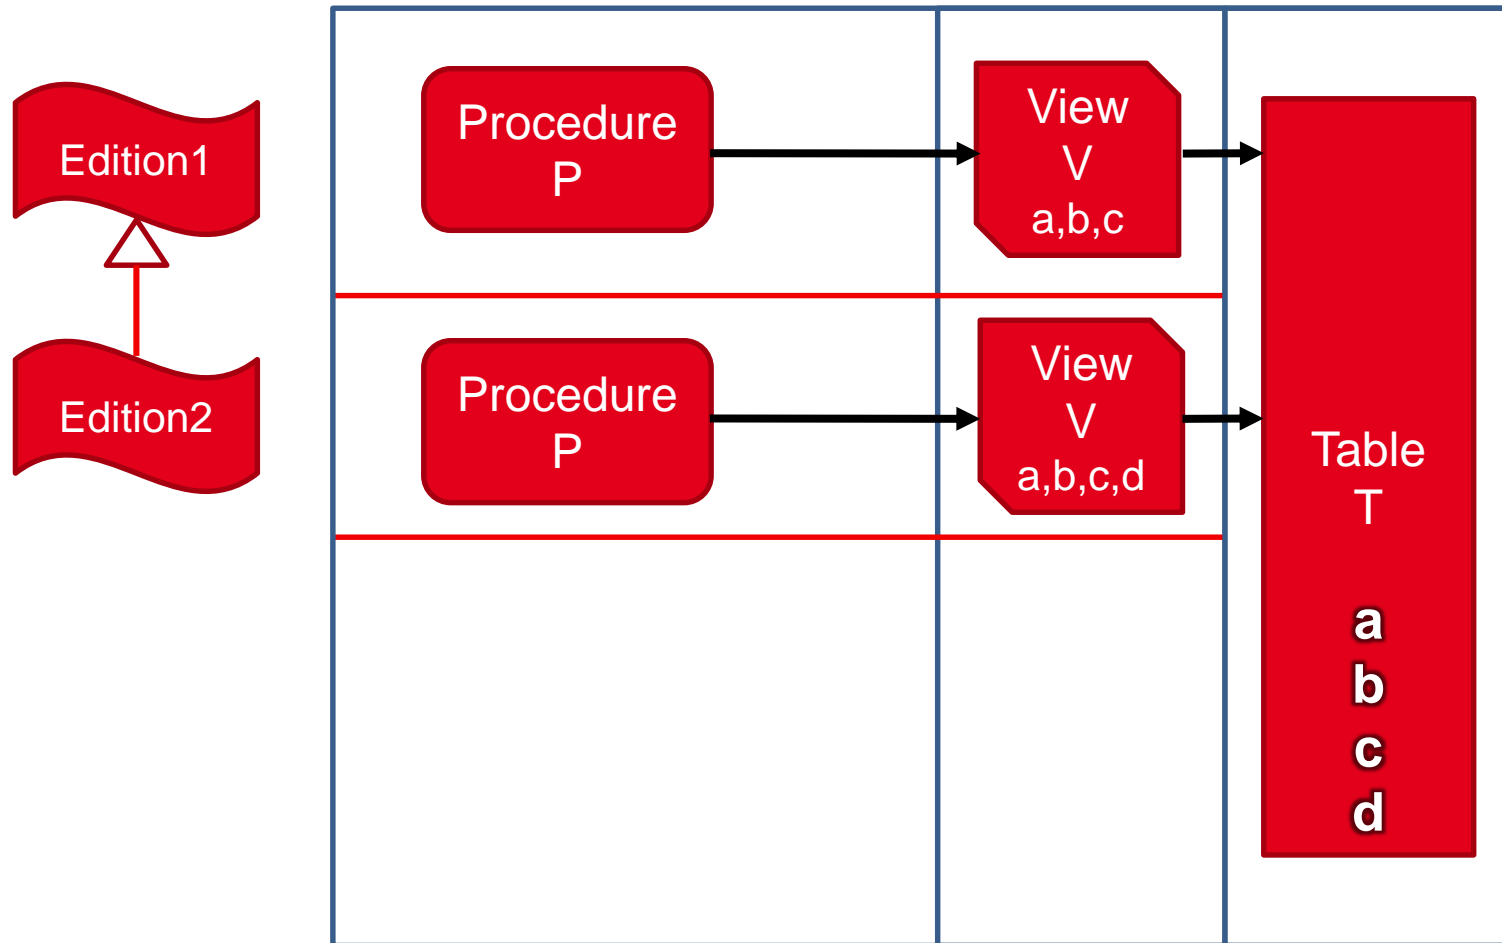 Edition1
Procedure
P
View
V
a,b,c
Edition2
Procedure
P
View
V
a,b,c,d
Table
T
a
b
c
d